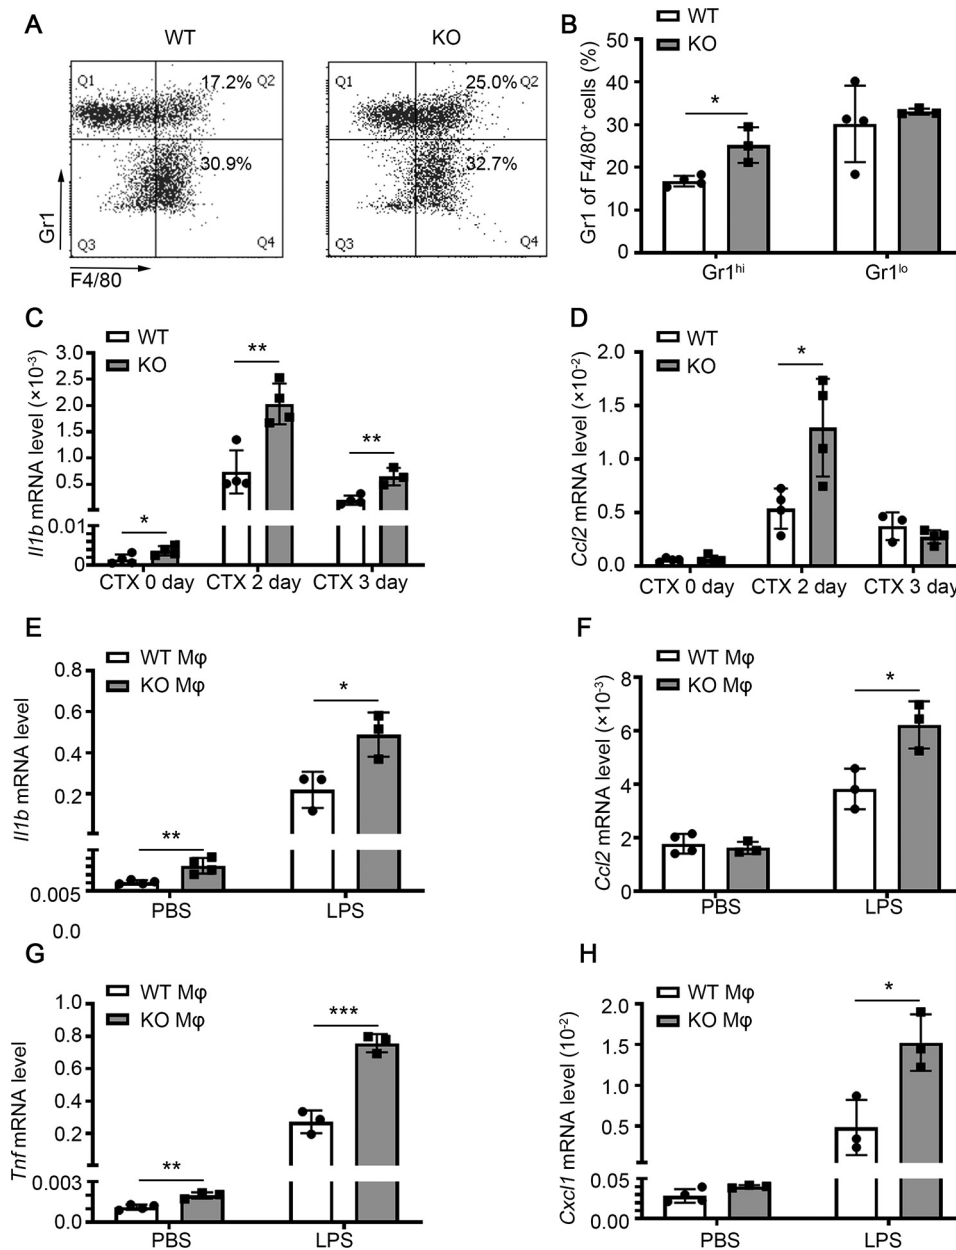 A
WT
KO
Q1
17.2%
Q2
30.9%
Q3
Q4
Q1
25.0%
Q2
32.7%
Q3
Q4
Gr1
F4/80
B
WT
KO
Gr1 of F4/80⁺ cells (%)
50
40
30
20
10
0
*
Gr1ʰⁱ
Gr1ˡᵒ
C
WT
KO
Il1b mRNA level (×10⁻³)
3.0
2.5
2.0
1.5
1.0
0.5
0.01
0
*
**
**
CTX 0 day
CTX 2 day
CTX 3 day
D
WT
KO
Ccl2 mRNA level (×10⁻²)
2.0
1.5
1.0
0.5
0.0
*
CTX 0 day
CTX 2 day
CTX 3 day
E
WT Mφ
KO Mφ
Il1b mRNA level
0.8
0.6
0.4
0.2
0.005
0.0
**
*
PBS
LPS
F
WT Mφ
KO Mφ
Ccl2 mRNA level (×10⁻³)
8
6
4
2
0
*
PBS
LPS
G
WT Mφ
KO Mφ
Tnf mRNA level
1.0
0.8
0.6
0.4
0.2
0.003
0.0
**
***
PBS
LPS
H
WT Mφ
KO Mφ
Cxcl1 mRNA level (10⁻²)
2.0
1.5
1.0
0.5
0.05
0.00
*
PBS
LPS